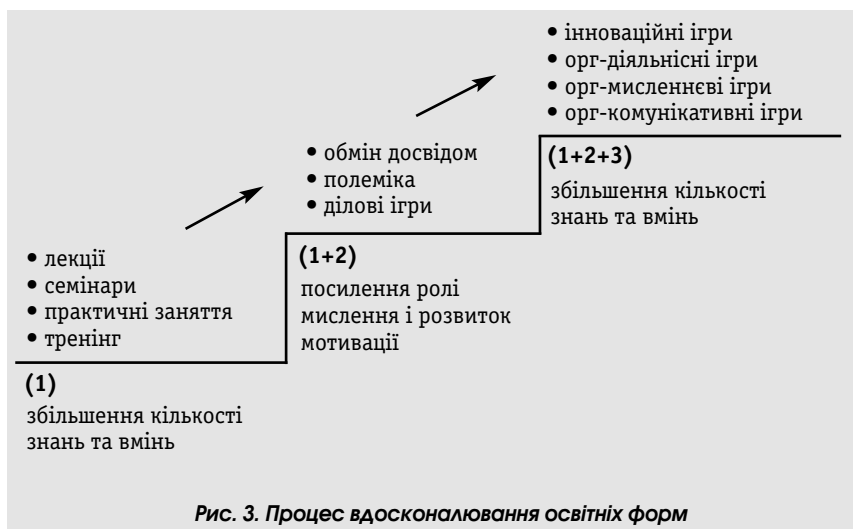 • лекції
• семінари
• практичні заняття
• тренінг
(1)
збільшення кількості
знань та вмінь
• обмін досвідом
• полеміка
• ділові ігри
(1+2)
посилення ролі
мислення і розвиток
мотивації
• інноваційні ігри
• орг-діяльнісні ігри
• орг-мисленнєві ігри
• орг-комунікативні ігри
(1+2+3)
збільшення кількості
знань та вмінь
Рис. 3. Процес вдосконалювання освітніх форм